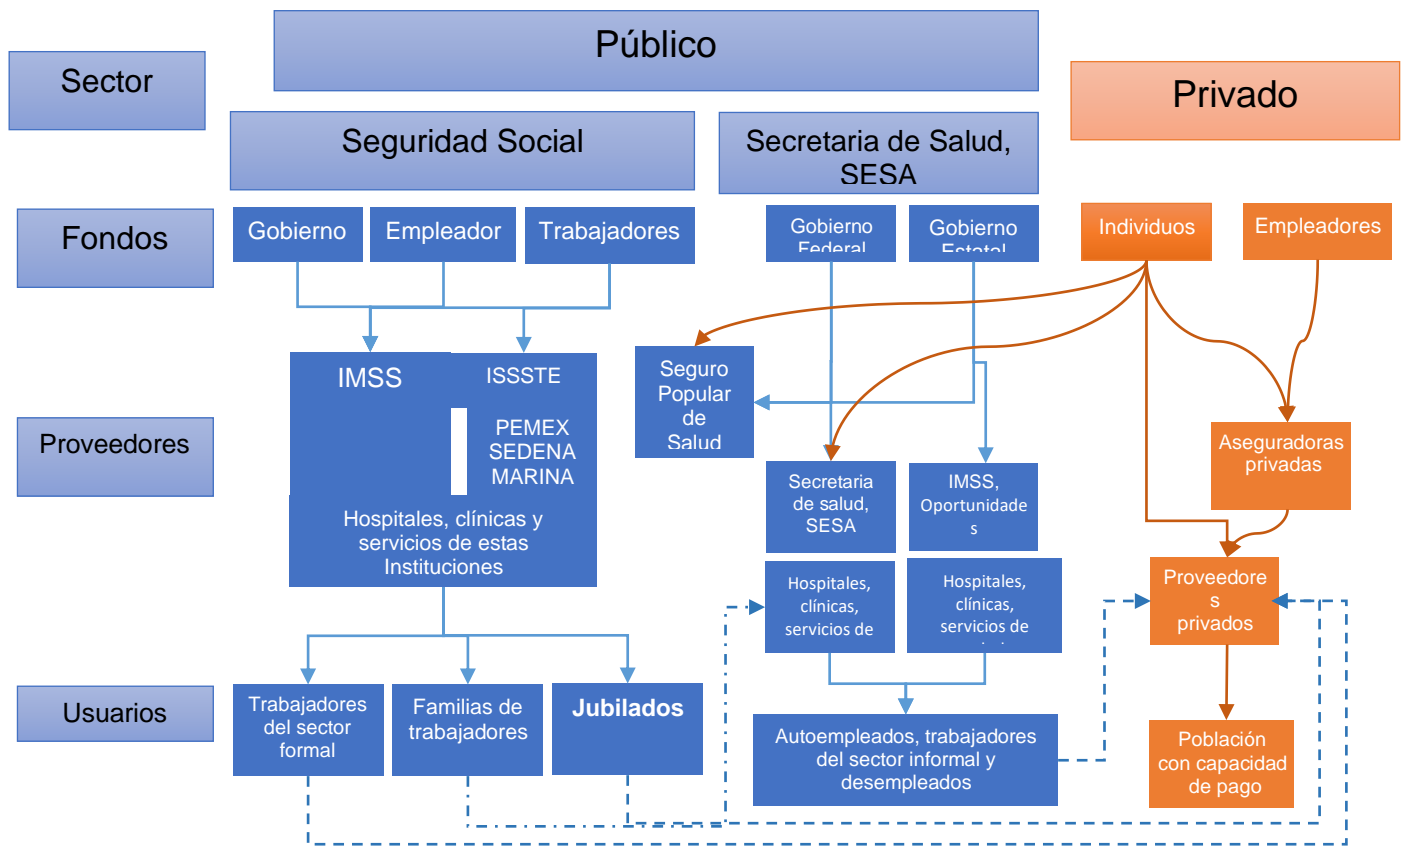 Público
Sector
Privado
Seguridad Social
Secretaria de Salud,
SESA
Fondos
Gobierno
Empleador
Trabajadores
Gobierno
Federal
Gobierno
Estatal
Individuos
Empleadores
IMSS
ISSSTE
PEMEX
SEDENA
MARINA
Hospitales, clínicas y
servicios de estas
Instituciones
Seguro
Popular
de
Salud
Proveedores
Aseguradoras
privadas
Secretaria
de salud,
SESA
IMSS,
Oportunidade
s
Hospitales,
clínicas,
servicios de
Hospitales,
clínicas,
servicios de
Proveedore
s
privados
Usuarios
Trabajadores
del sector
formal
Familias de
trabajadores
Jubilados
Autoempleados, trabajadores
del sector informal y
desempleados
Población
con capacidad
de pago